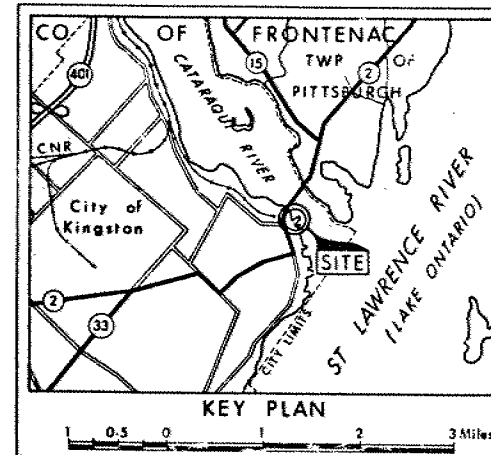 CO. OF FRONTENAC
15
TWP OF
2
PITTSBURGH
401
CATARAQUI RIVER
CNR
City of
Kingston
2
SITE
2
33
CITY LIMITS
ST LAWRENCE RIVER
(LAKE ONTARIO)
KEY PLAN
1 0·5 0 1 2 3 Miles